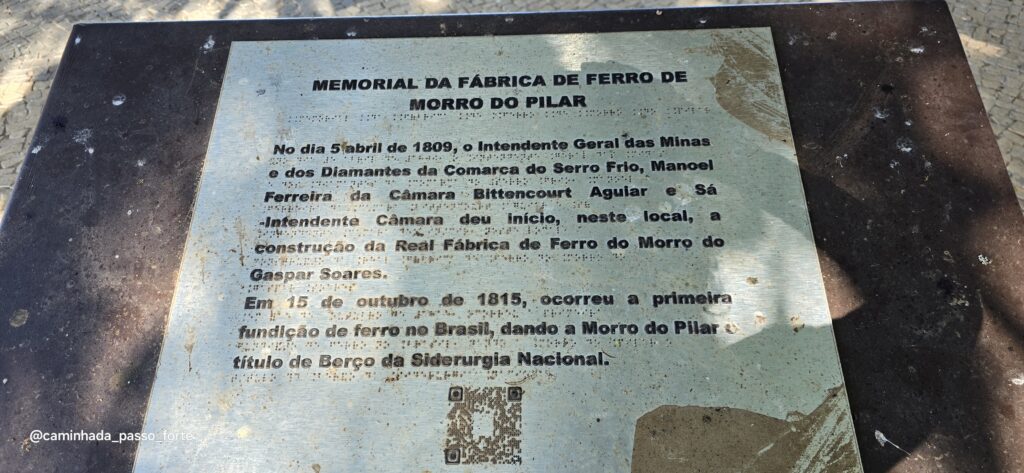 MEMORIAL DA FÁBRICA DE FERRO DE
MORRO DO PILAR
No dia 5 abril de 1809, o Intendente Geral das Minas
e dos Diamantes da Comarca do Serro Frio, Manoel
Ferreira da Câmara Bittencourt Aguiar e Sá
-Intendente Câmara deu início, neste local, a
construção da Real Fábrica de Ferro do Morro do
Gaspar Soares.
Em 15 de outubro de 1815, ocorreu a primeira
fundição de ferro no Brasil, dando a Morro do Pilar o
título de Berço da Siderurgia Nacional.
@caminhada_passo_forte